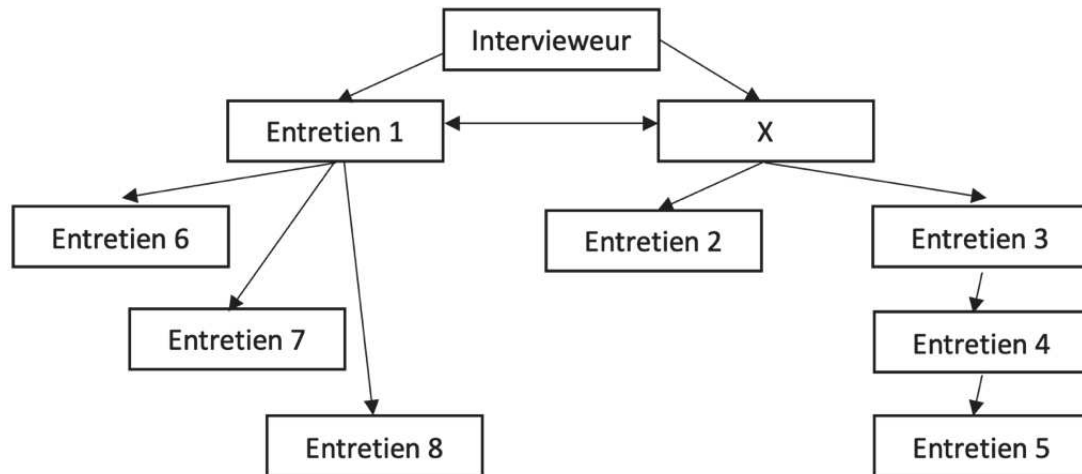 Intervieweur
Entretien 1
X
Entretien 6
Entretien 2
Entretien 3
Entretien 7
Entretien 4
Entretien 8
Entretien 5